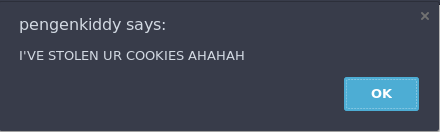 pengenkiddy says:
I'VE STOLEN UR COOKIES AHAHAH
OK